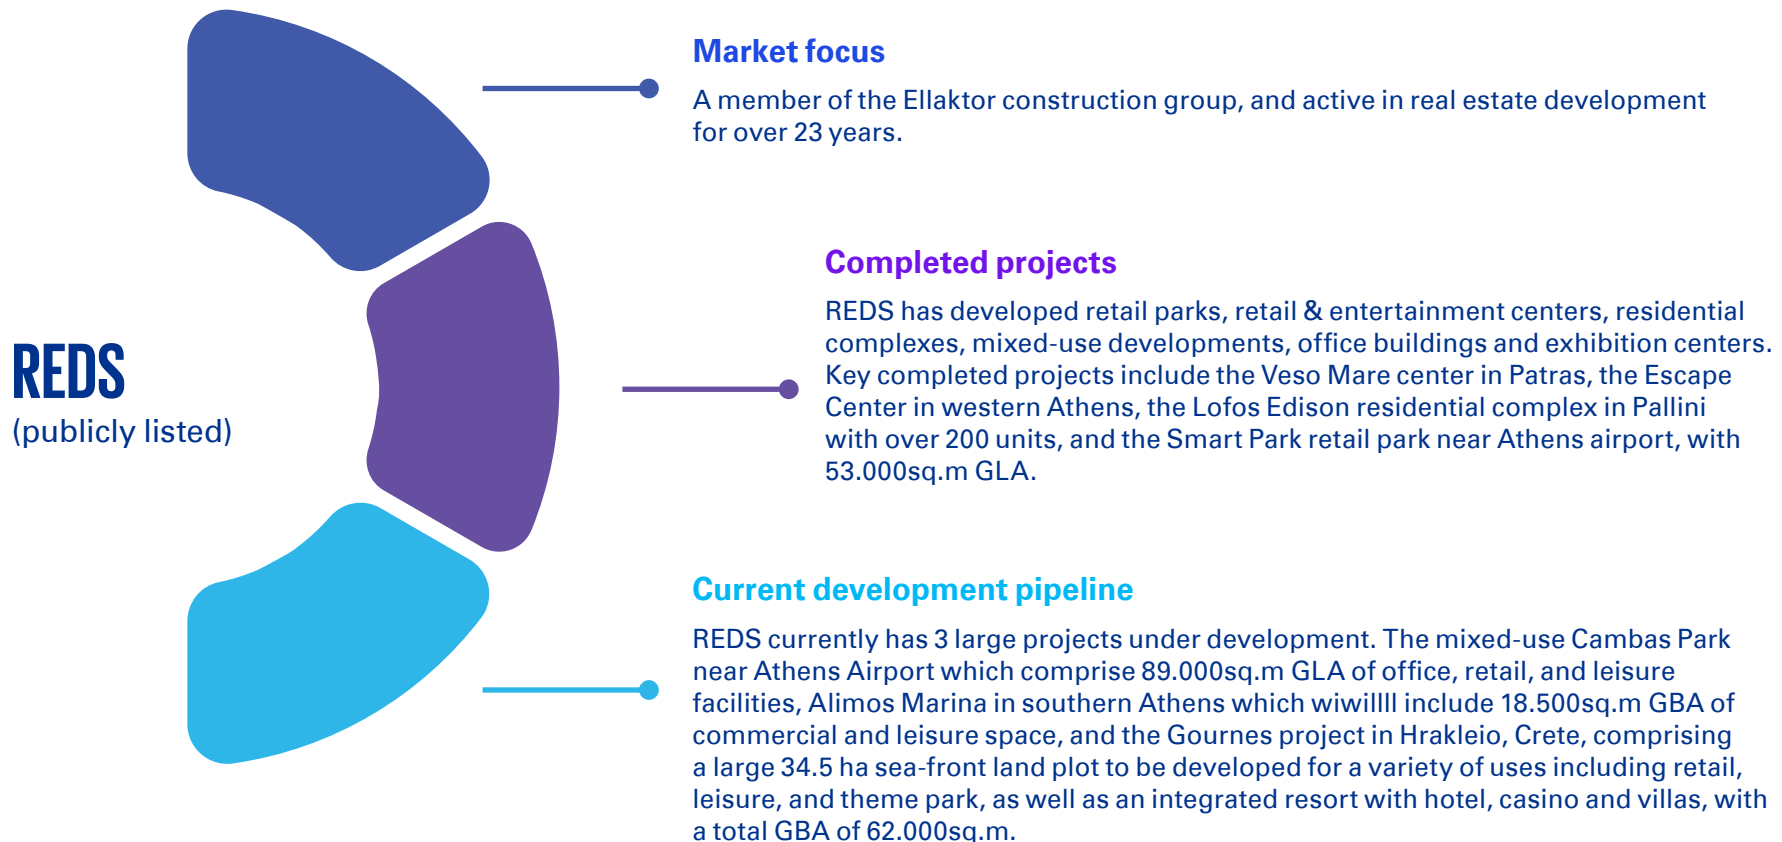 REDS
(publicly listed)
Market focus
A member of the Ellaktor construction group, and active in real estate development
for over 23 years.
Completed projects
REDS has developed retail parks, retail & entertainment centers, residential
complexes, mixed-use developments, office buildings and exhibition centers.
Key completed projects include the Veso Mare center in Patras, the Escape
Center in western Athens, the Lofos Edison residential complex in Pallini
with over 200 units, and the Smart Park retail park near Athens airport, with
53.000sq.m GLA.
Current development pipeline
REDS currently has 3 large projects under development. The mixed-use Cambas Park
near Athens Airport which comprise 89.000sq.m GLA of office, retail, and leisure
facilities, Alimos Marina in southern Athens which wiwillll include 18.500sq.m GBA of
commercial and leisure space, and the Gournes project in Hrakleio, Crete, comprising
a large 34.5 ha sea-front land plot to be developed for a variety of uses including retail,
leisure, and theme park, as well as an integrated resort with hotel, casino and villas, with
a total GBA of 62.000sq.m.